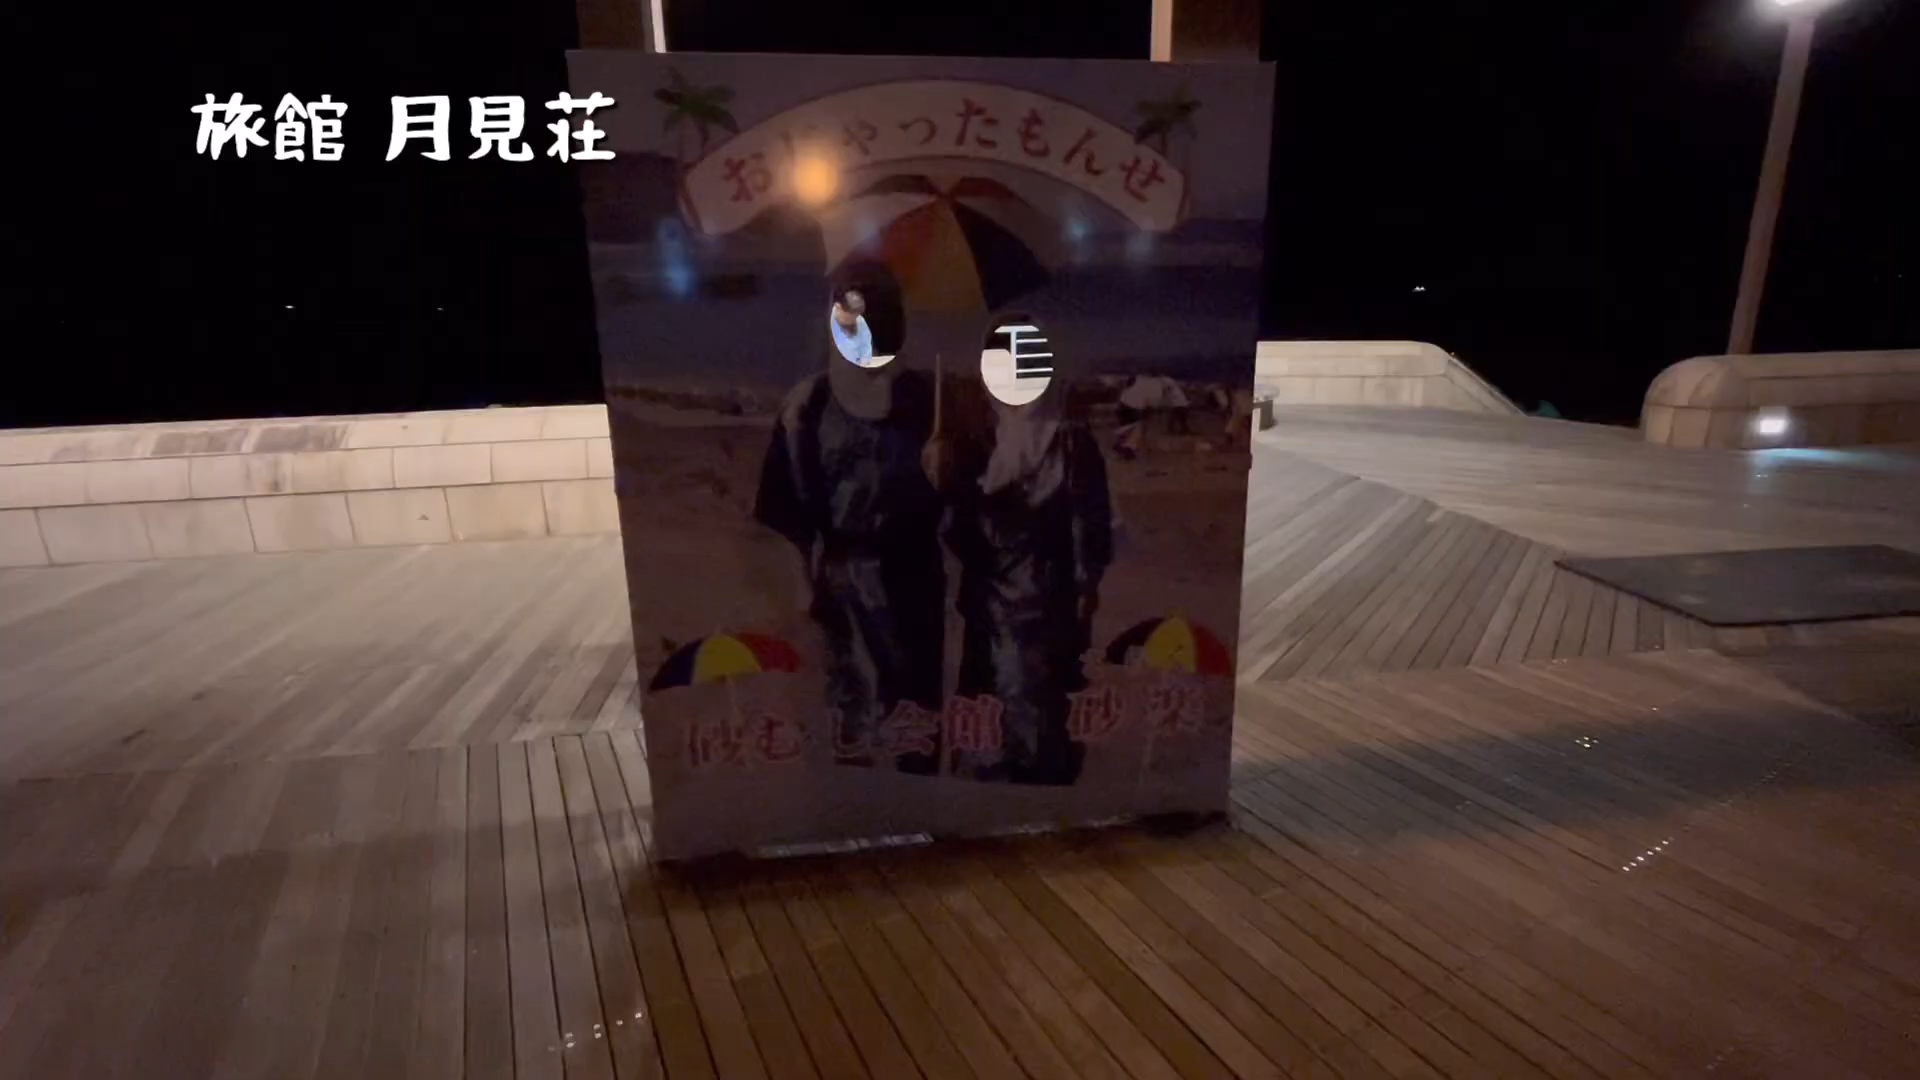 旅館 月見荘
おじゃったもんせ
砂むし会館 砂楽